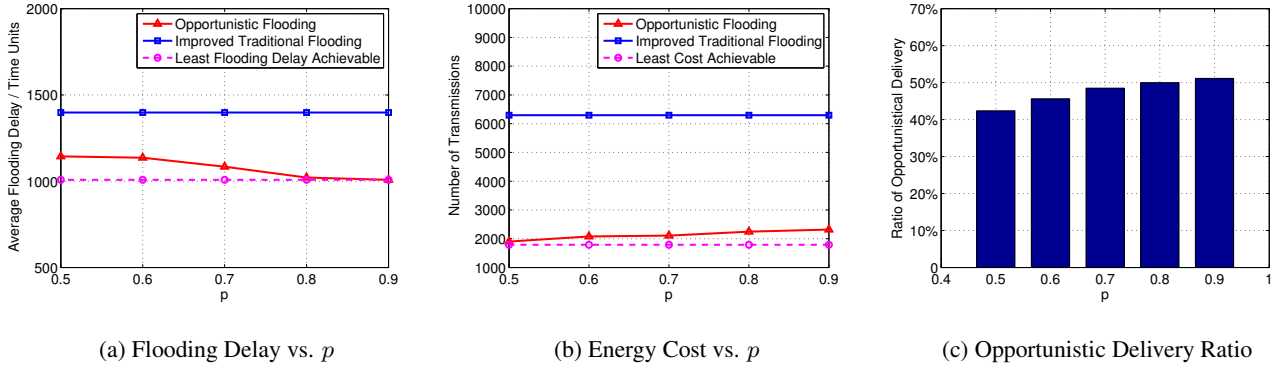 2000
1500
1000
500
Average Flooding Delay / Time Units
Opportunistic Flooding
Improved Traditional Flooding
Least Flooding Delay Achievable
0.5 0.6 0.7 0.8 0.9
p
(a) Flooding Delay vs. p
10000
9000
8000
7000
6000
5000
4000
3000
2000
1000
Number of Transmissions
Opportunistic Flooding
Improved Traditional Flooding
Least Cost Achievable
0.5 0.6 0.7 0.8 0.9
p
(b) Energy Cost vs. p
70%
60%
50%
40%
30%
20%
10%
0
Ratio of Opportunistical Delivery
0.4 0.5 0.6 0.7 0.8 0.9 1
p
(c) Opportunistic Delivery Ratio